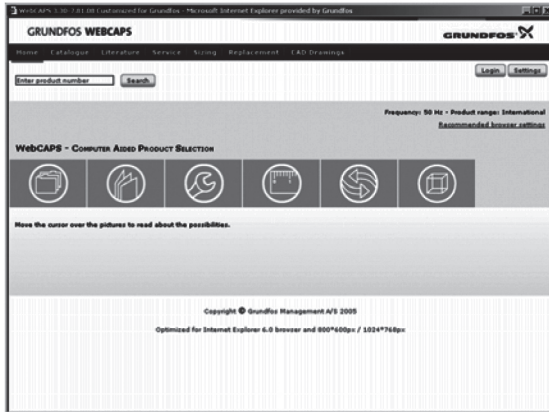 WebCAPS 3.30-7.81.08 Customized for Grundfos - Microsoft Internet Explorer provided by Grundfos
GRUNDFOS WEBCAPS
GRUNDFOS
Home Catalogue Literature Service Sizing Replacement CAD Drawings
Login Settings
Enter product number Search
Frequency: 50 Hz - Product range: International
Recommended browser settings
WebCAPS - Computer Aided Product Selection
Move the cursor over the pictures to read about the possibilities.
Copyright © Grundfos Management A/S 2005
Optimized for Internet Explorer 6.0 browser and 800*600px / 1024*768px